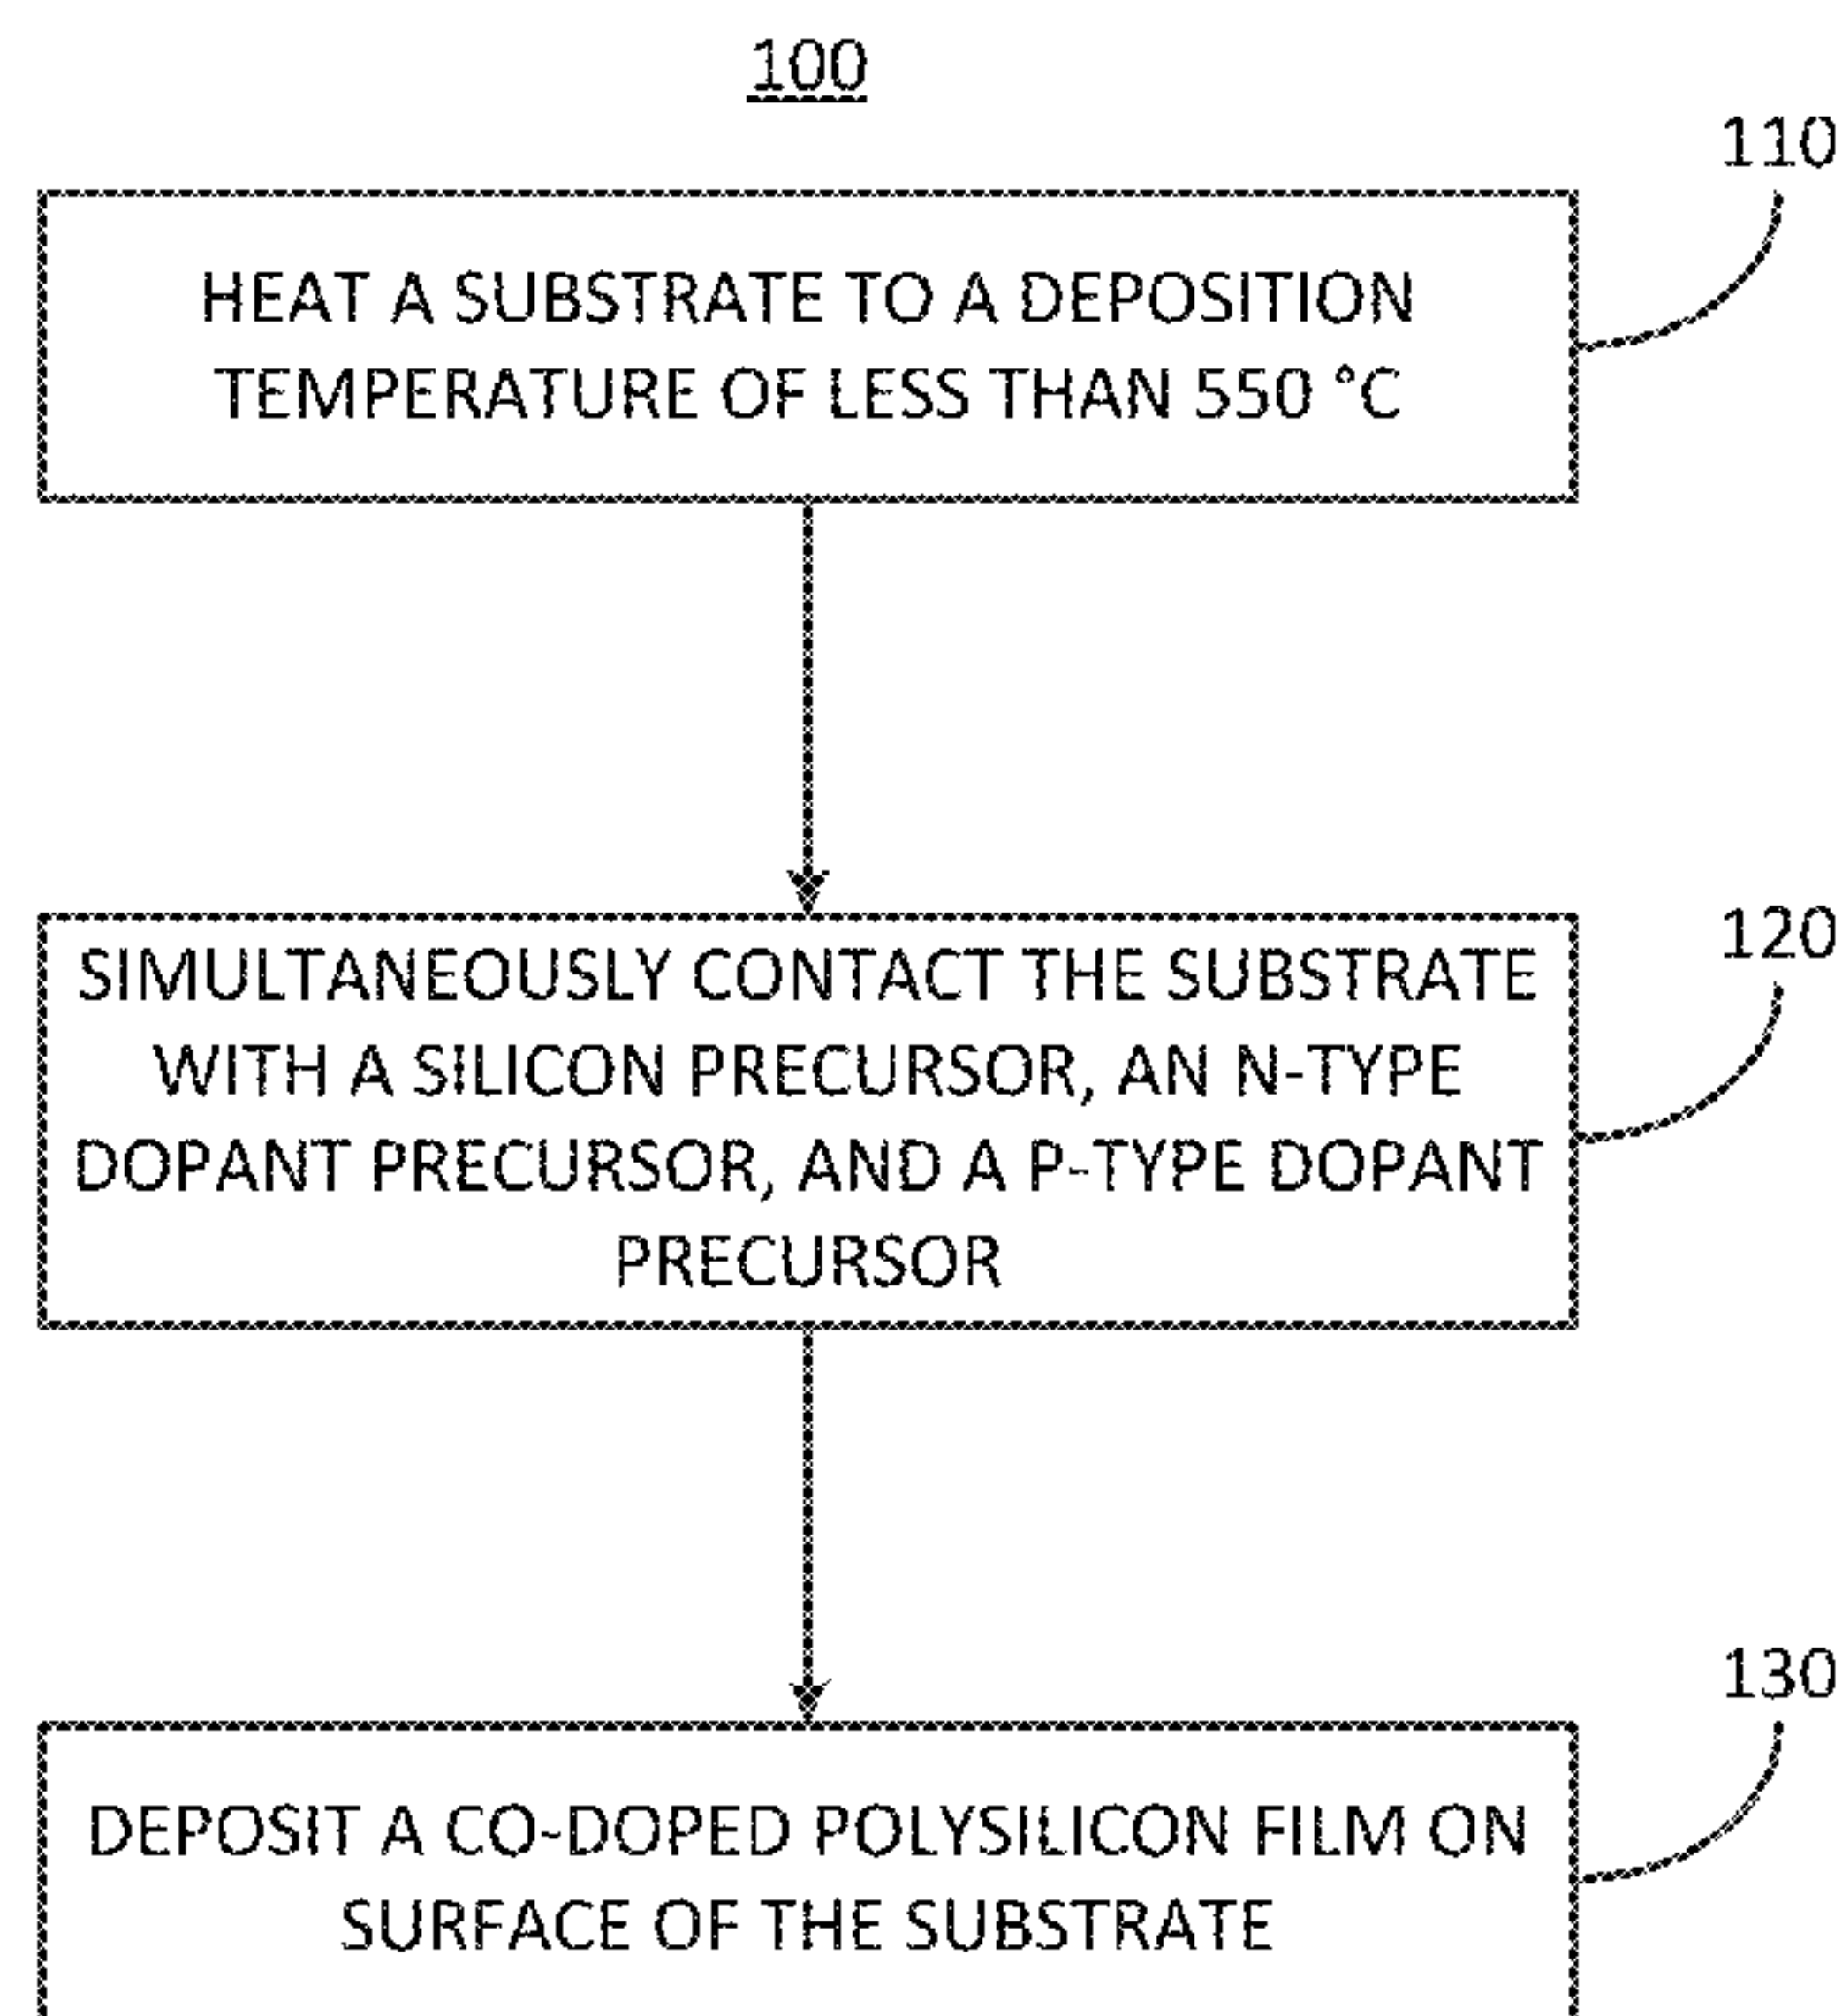 100
110
HEAT A SUBSTRATE TO A DEPOSITION
TEMPERATURE OF LESS THAN 550 °C
120
SIMULTANEOUSLY CONTACT THE SUBSTRATE
WITH A SILICON PRECURSOR, AN N-TYPE
DOPANT PRECURSOR, AND A P-TYPE DOPANT
PRECURSOR
130
DEPOSIT A CO-DOPED POLYSILICON FILM ON
SURFACE OF THE SUBSTRATE